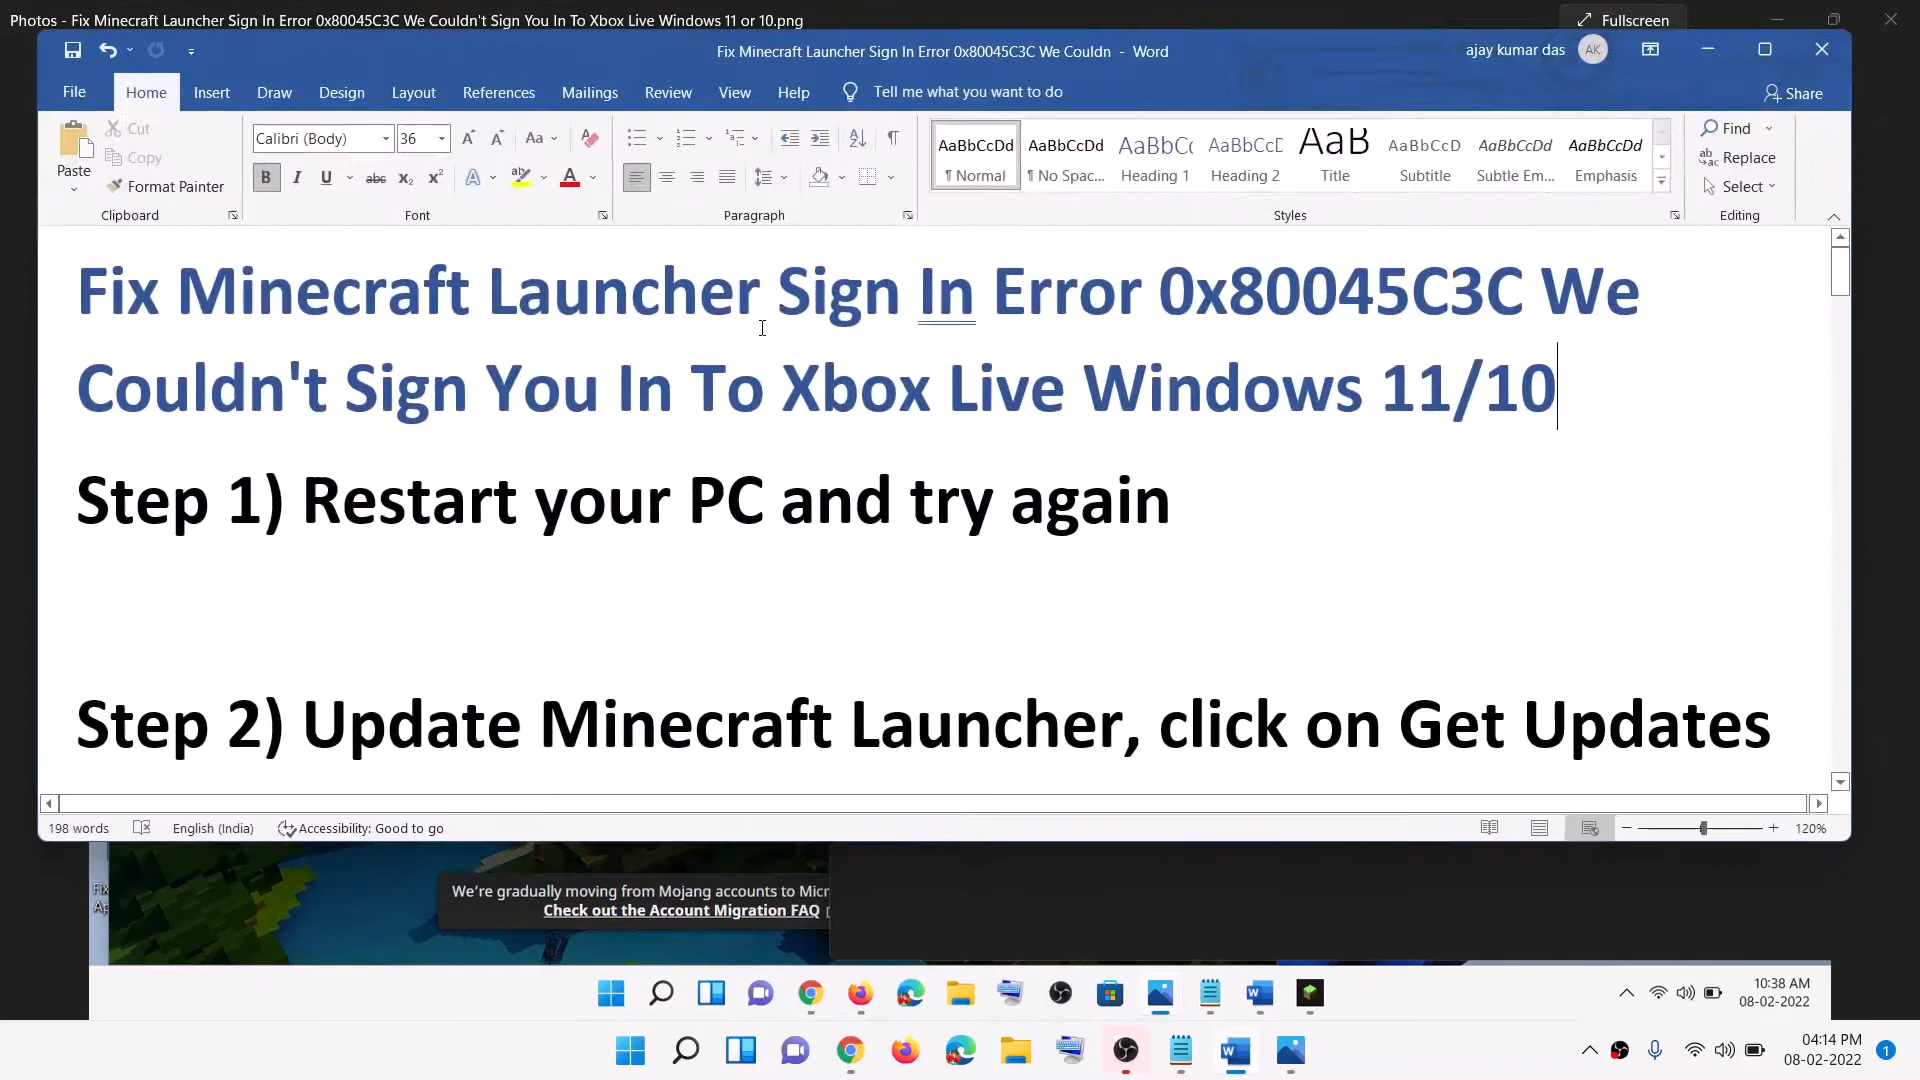 Photos - Fix Minecraft Launcher Sign In Error 0x80045C3C We Couldn't Sign You In To Xbox Live Windows 11 or 10.png
Fullscreen
Fix Minecraft Launcher Sign In Error 0x80045C3C We Couldn - Word
ajay kumar das
AK
File Home Insert Draw Design Layout References Mailings Review View Help Tell me what you want to do
Share
Paste
Cut
Copy
Format Painter
Clipboard
Calibri (Body) 36
Font
Paragraph
AaBbCcDd AaBbCcDd AaBbC( AaBbCcE AaB AaBbCcD AaBbCcDd AaBbCcDd
¶ Normal ¶ No Spac... Heading 1 Heading 2 Title Subtitle Subtle Em... Emphasis
Styles
Find
Replace
Select
Editing
Fix Minecraft Launcher Sign In Error 0x80045C3C We
Couldn't Sign You In To Xbox Live Windows 11/10
Step 1) Restart your PC and try again
Step 2) Update Minecraft Launcher, click on Get Updates
198 words English (India) Accessibility: Good to go 120%
We're gradually moving from Mojang accounts to Micr
Check out the Account Migration FAQ
10:38 AM
08-02-2022
04:14 PM
08-02-2022
1